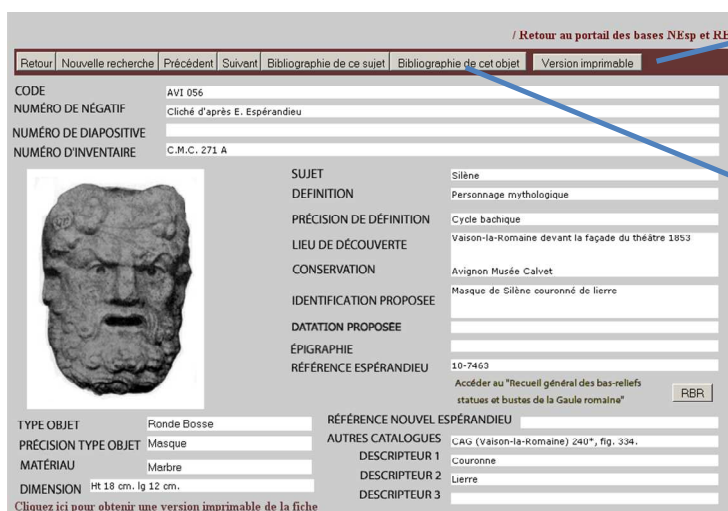 / Retour au portail des bases NEsp et RE
Retour Nouvelle recherche Précédent Suivant Bibliographie de ce sujet Bibliographie de cet objet Version imprimable
CODE AVI 056
NUMÉRO DE NÉGATIF Cliché d'après E. Espérandieu
NUMÉRO DE DIAPOSITIVE
NUMÉRO D'INVENTAIRE C.M.C. 271 A
SUJET Silène
DEFINITION Personnage mythologique
PRÉCISION DE DÉFINITION Cycle bachique
LIEU DE DÉCOUVERTE Vaison-la-Romaine devant la façade du théâtre 1853
CONSERVATION Avignon Musée Calvet
IDENTIFICATION PROPOSEE Masque de Silène couronné de lierre
DATATION PROPOSÉE
ÉPIGRAPHIE
RÉFÉRENCE ESPÉRANDIEU 10-7463
Accéder au "Recueil général des bas-reliefs
statues et bustes de la Gaule romaine" RBR
TYPE OBJET Ronde Bosse
PRÉCISION TYPE OBJET Masque
MATÉRIAU Marbre
DIMENSION Ht 18 cm. lg 12 cm.
RÉFÉRENCE NOUVEL ESPÉRANDIEU
AUTRES CATALOGUES CAG (Vaison-la-Romaine) 240*, fig. 334.
DESCRIPTEUR 1 Couronne
DESCRIPTEUR 2 Lierre
DESCRIPTEUR 3
Cliquez ici pour obtenir une version imprimable de la fiche